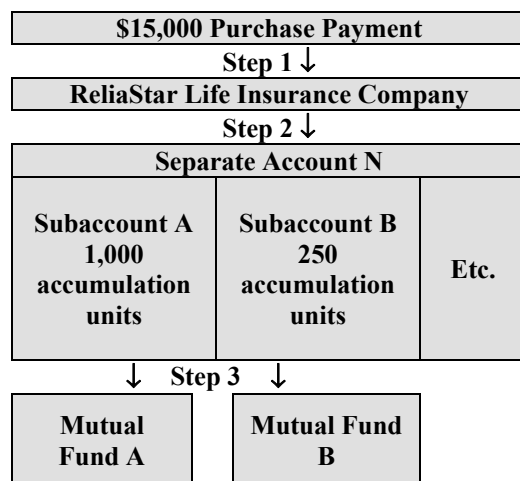 $15,000 Purchase Payment
Step 1 ↓
ReliaStar Life Insurance Company
Step 2 ↓
Separate Account N
Subaccount A
1,000
accumulation
units
Subaccount B
250
accumulation
units
Etc.
↓ Step 3 ↓
Mutual
Fund A
Mutual Fund
B